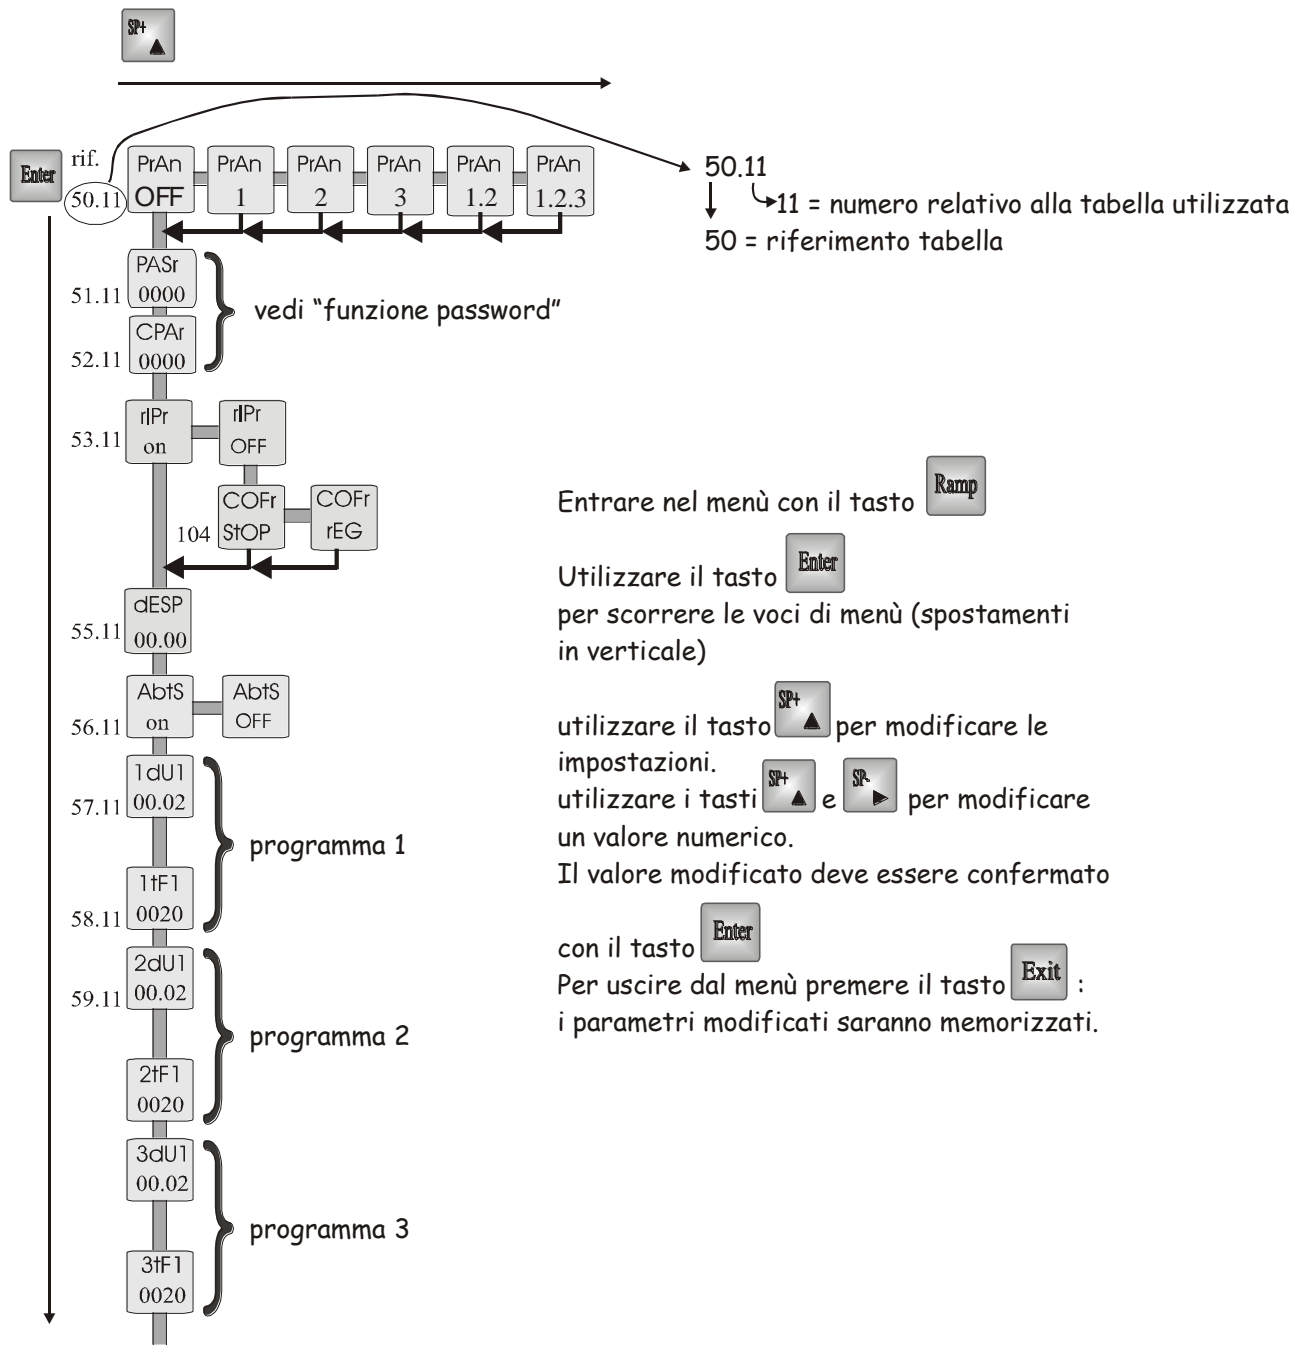 SP+
Enter
rif.
50.11
PrAn
OFF
PrAn
1
PrAn
2
PrAn
3
PrAn
1.2
PrAn
1.2.3
50.11
11 = numero relativo alla tabella utilizzata
50 = riferimento tabella
51.11
PASr
0000
vedi “funzione password”
52.11
CPAr
0000
53.11
rIPr
on
rIPr
OFF
104
COFr
StOP
COFr
rEG
55.11
dESP
00.00
56.11
AbtS
on
AbtS
OFF
57.11
1dU1
00.02
programma 1
58.11
1tF1
0020
59.11
2dU1
00.02
programma 2
2tF1
0020
3dU1
00.02
programma 3
3tF1
0020
Entrare nel menù con il tasto Ramp
Utilizzare il tasto Enter
per scorrere le voci di menù (spostamenti
in verticale)
utilizzare il tasto SP+ per modificare le
impostazioni.
utilizzare i tasti SP+ e SP- per modificare
un valore numerico.
Il valore modificato deve essere confermato
con il tasto Enter
Per uscire dal menù premere il tasto Exit :
i parametri modificati saranno memorizzati.